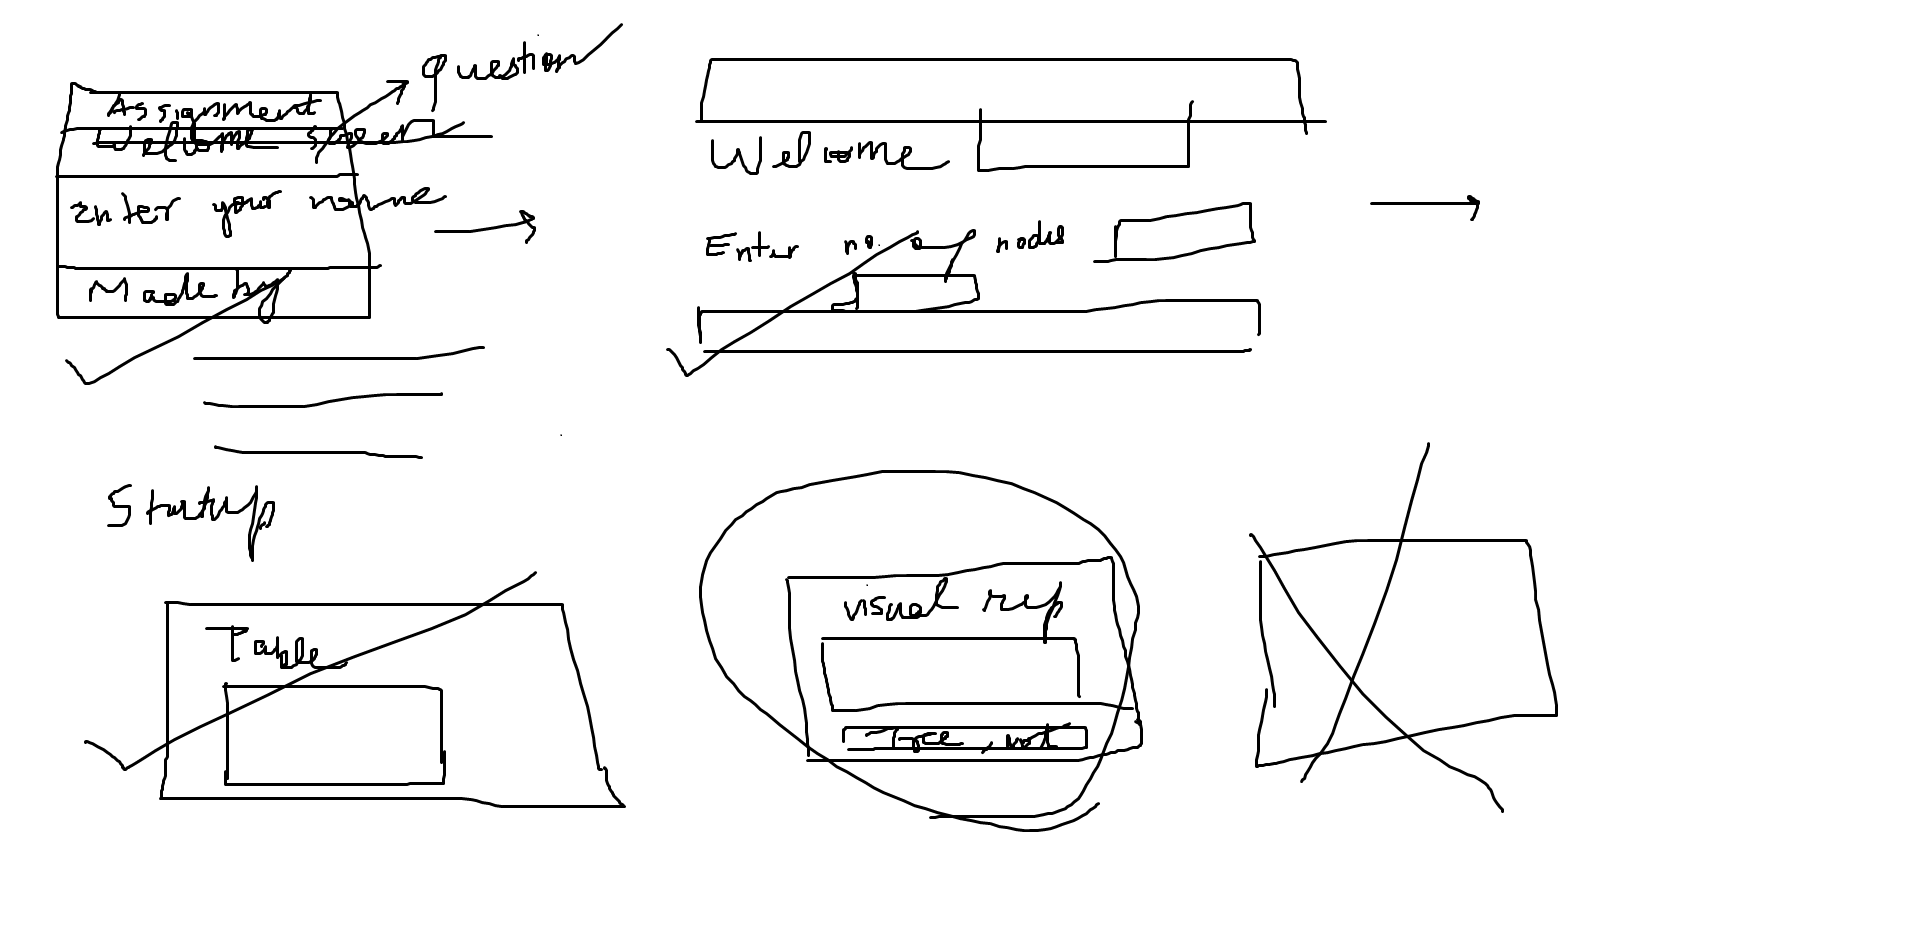 Question
Assignment
Welcome screen
Enter your name
Made by
Welcome
Enter no. of nodes
Startup
Table
visual rep
Tree, not